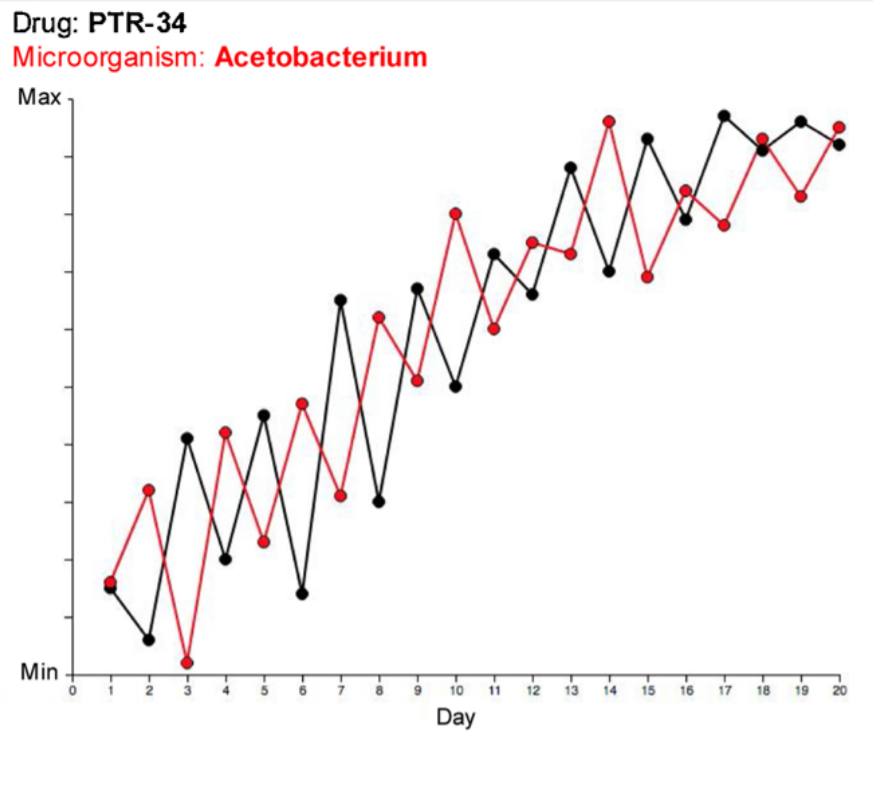 Drug: PTR-34
Microorganism: Acetobacterium
Max
Min
0 1 2 3 4 5 6 7 8 9 10 11 12 13 14 15 16 17 18 19 20
Day